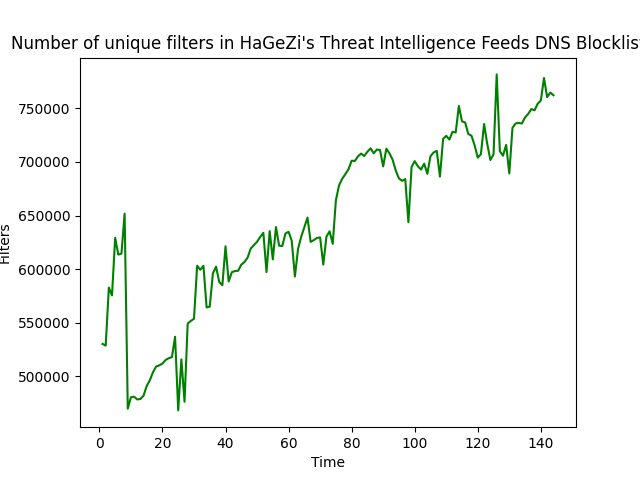 Number of unique filters in HaGeZi's Threat Intelligence Feeds DNS Blocklist
750000
700000
650000
600000
550000
500000
Filters
0 20 40 60 80 100 120 140
Time